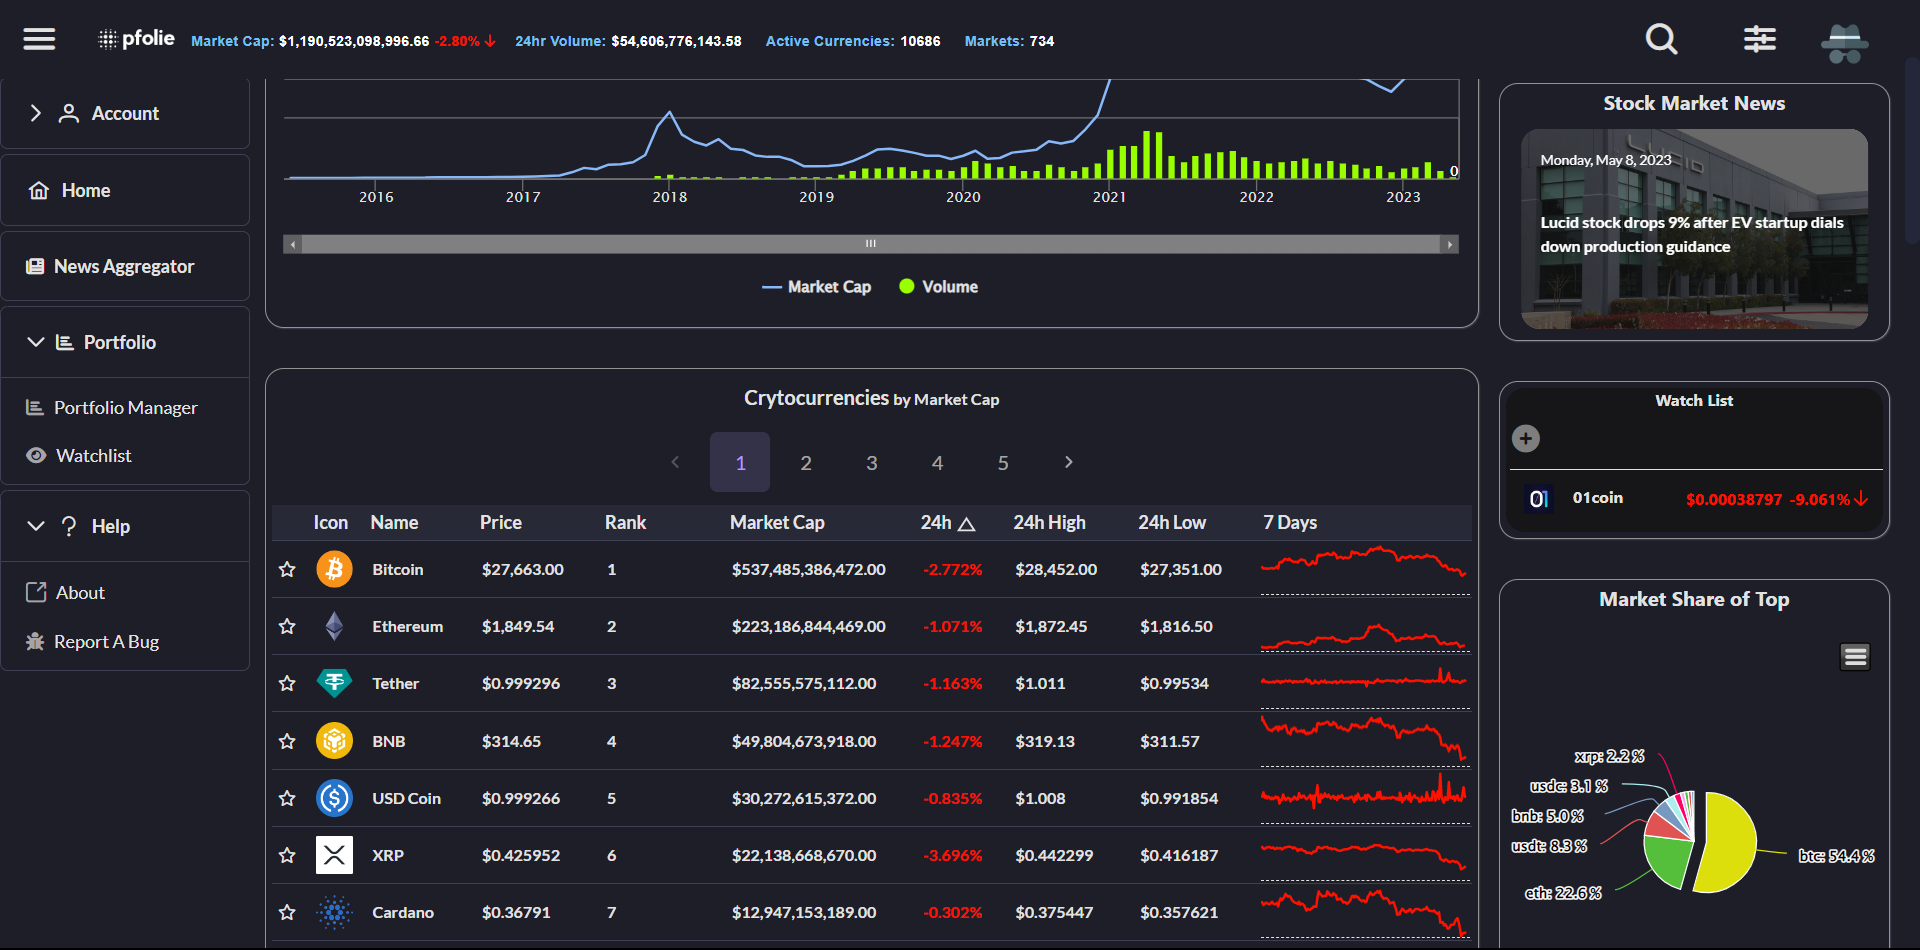 pfolie Market Cap: $1,190,523,098,996.66 -2.80% 24hr Volume: $54,606,776,143.58 Active Currencies: 10686 Markets: 734
Account
Home
News Aggregator
Portfolio
Portfolio Manager
Watchlist
Help
About
Report A Bug
0
2016 2017 2018 2019 2020 2021 2022 2023
Market Cap Volume
Crytocurrencies by Market Cap
1 2 3 4 5
Icon Name Price Rank Market Cap 24h 24h High 24h Low 7 Days
Bitcoin $27,663.00 1 $537,485,386,472.00 -2.772% $28,452.00 $27,351.00
Ethereum $1,849.54 2 $223,186,844,469.00 -1.071% $1,872.45 $1,816.50
Tether $0.999296 3 $82,555,575,112.00 -1.163% $1.011 $0.99534
BNB $314.65 4 $49,804,673,918.00 -1.247% $319.13 $311.57
USD Coin $0.999266 5 $30,272,615,372.00 -0.835% $1.008 $0.991854
XRP $0.425952 6 $22,138,668,670.00 -3.696% $0.442299 $0.416187
Cardano $0.36791 7 $12,947,153,189.00 -0.302% $0.375447 $0.357621
Stock Market News
LUCID
Monday, May 8, 2023
Lucid stock drops 9% after EV startup dials
down production guidance
Watch List
01 01coin $0.00038797 -9.061%
Market Share of Top
xrp: 2.2 %
usdc: 3.1 %
bnb: 5.0 %
usdt: 8.3 %
btc: 54.4 %
eth: 22.6 %